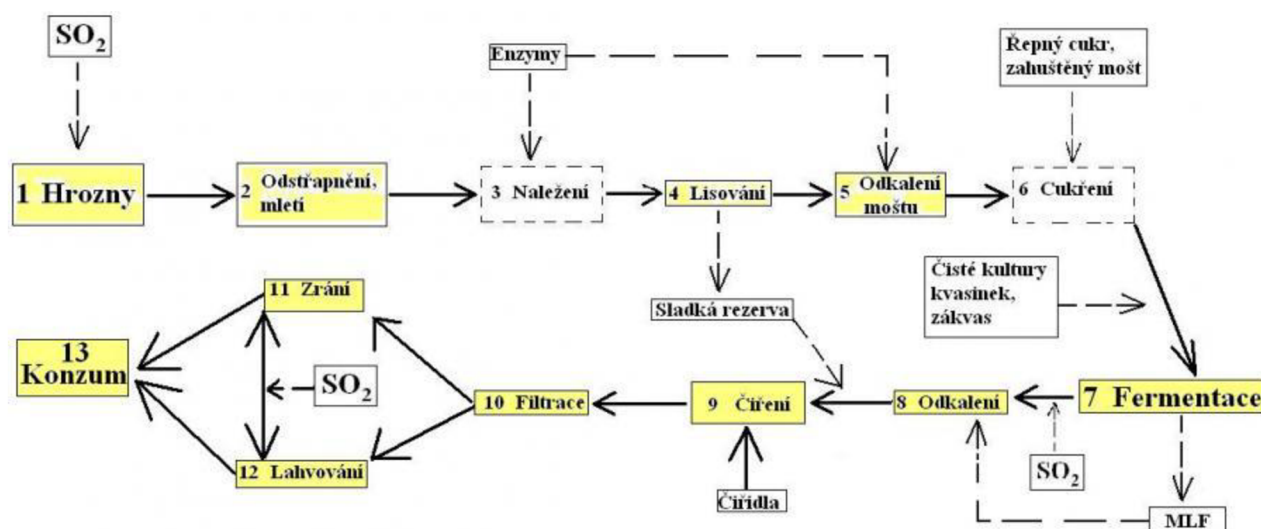 SO₂
Enzymy
Řepný cukr,
zahuštěný mošt
1 Hrozny
2 Odstřapnění,
mletí
3 Naležení
4 Lisování
5 Odkalení
moštu
6 Cukření
Čisté kultury
kvasinek,
zákvas
Sladká rezerva
11 Zrání
13
Konzum
SO₂
10 Filtrace
9 Čiření
8 Odkalení
7 Fermentace
12 Lahvování
Čiřidla
SO₂
MLF